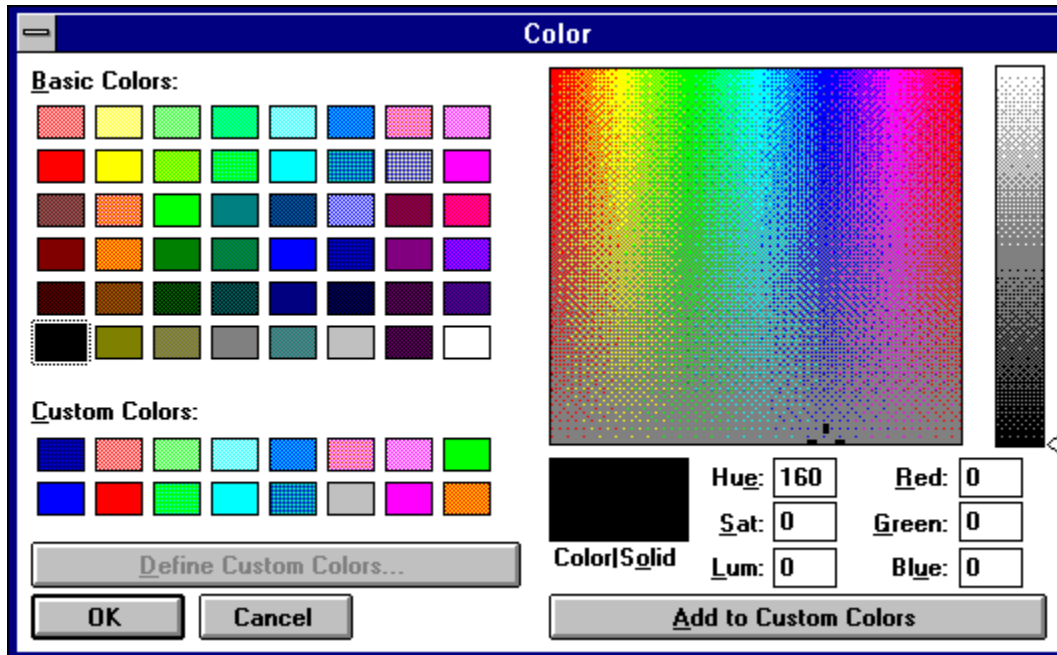 Color
Basic Colors:
Custom Colors:
Define Custom Colors...
OK Cancel
Hue: 160 Red: 0
Sat: 0 Green: 0
Color|Solid
Lum: 0 Blue: 0
Add to Custom Colors